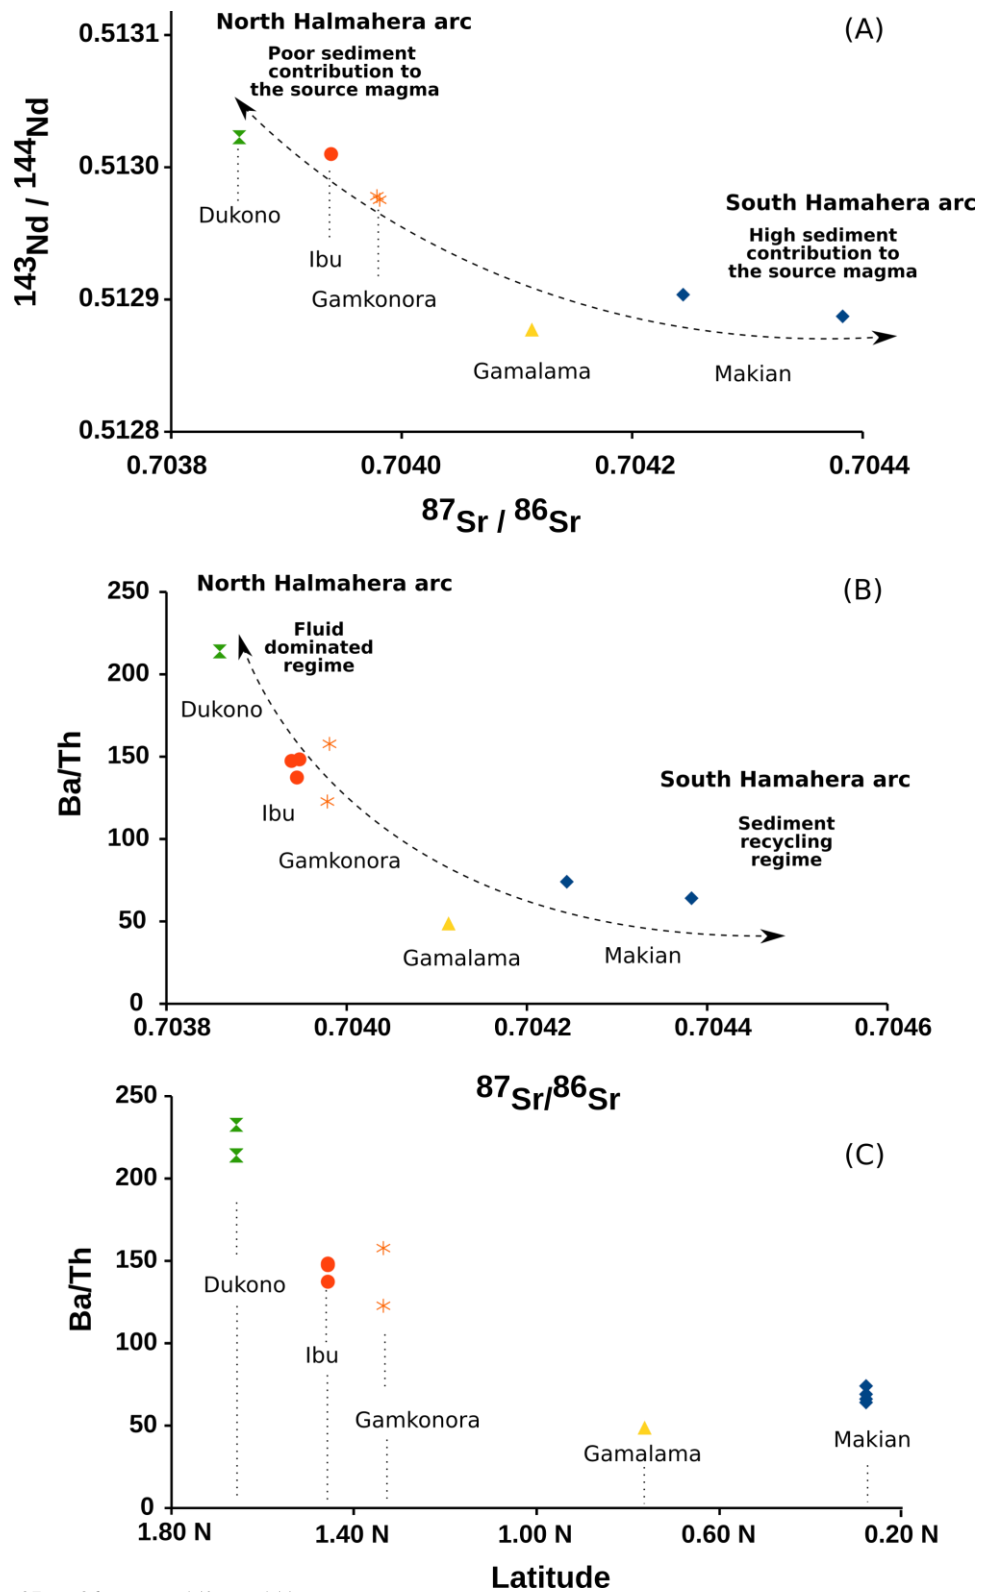 North Halmahera arc
(A)
Poor sediment
contribution to
the source magma
0.5131
0.5130
0.5129
0.5128
143Nd / 144Nd
Dukono
Ibu
Gamkonora
South Hamahera arc
High sediment
contribution to
the source magma
Gamalama
Makian
0.7038 0.7040 0.7042 0.7044
87Sr / 86Sr
North Halmahera arc
(B)
Fluid
dominated
regime
250
200
150
100
50
0
Ba/Th
Dukono
Ibu
Gamkonora
South Hamahera arc
Sediment
recycling
regime
Gamalama
Makian
0.7038 0.7040 0.7042 0.7044 0.7046
87Sr/86Sr
(C)
250
200
150
100
50
0
Ba/Th
Dukono
Ibu
Gamkonora
Gamalama
Makian
1.80 N 1.40 N 1.00 N 0.60 N 0.20 N
Latitude